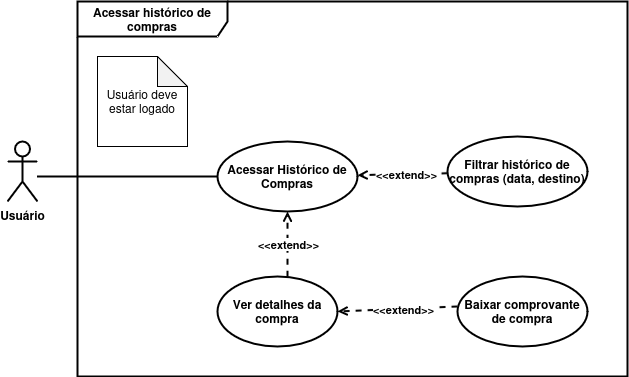 Acessar histórico de
compras
Usuário deve
estar logado
Usuário
Acessar Histórico de
Compras
<<extend>>
Filtrar histórico de
compras (data, destino)
<<extend>>
Ver detalhes da
compra
<<extend>>
Baixar comprovante
de compra